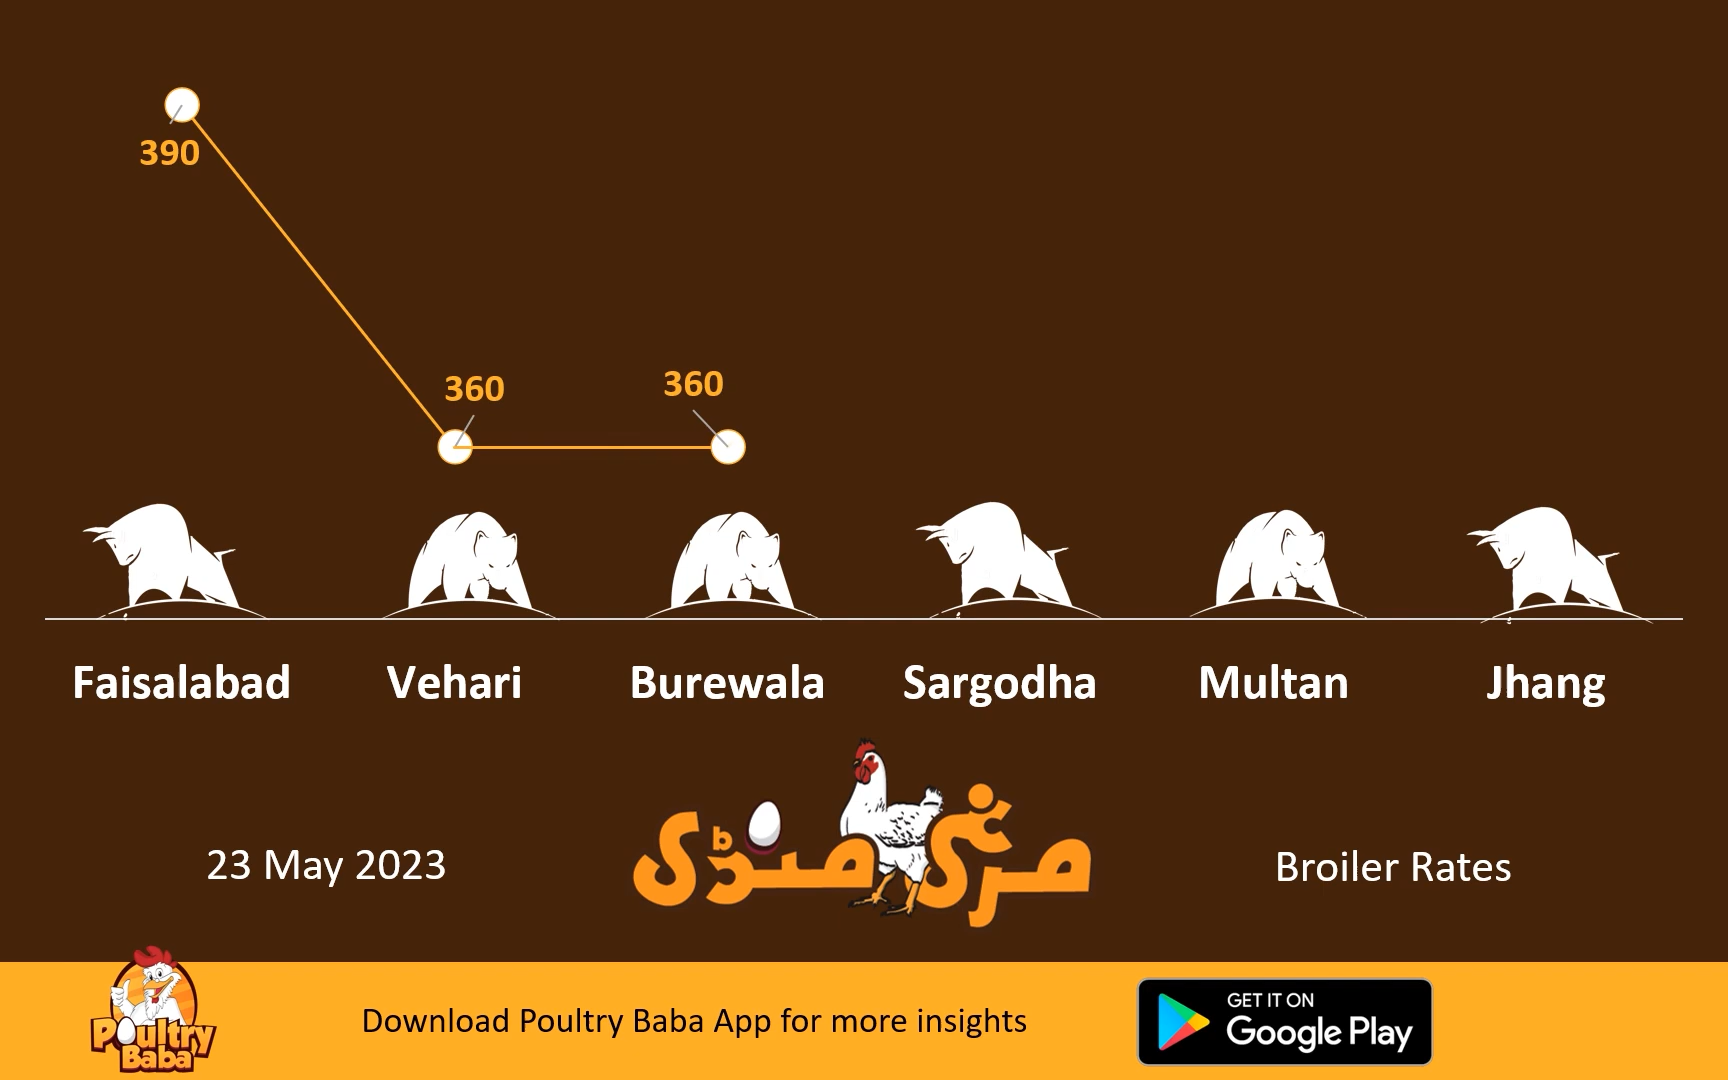 390
360
360
Faisalabad
Vehari
Burewala
Sargodha
Multan
Jhang
23 May 2023
مرغی منڈی
Broiler Rates
Poultry
Baba
Download Poultry Baba App for more insights
GET IT ON
Google Play